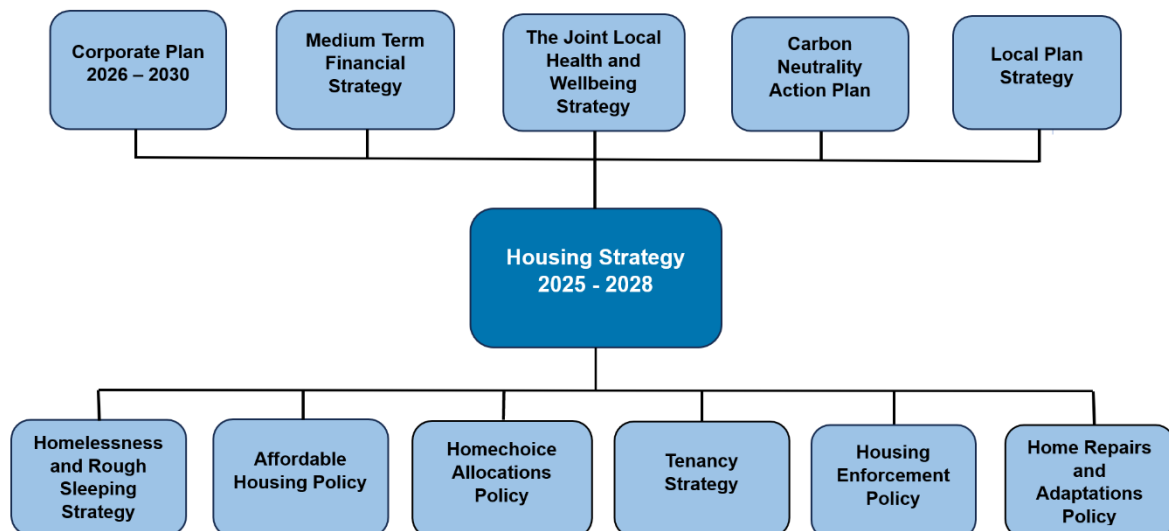 Corporate Plan
2026 – 2030
Medium Term
Financial
Strategy
The Joint Local
Health and
Wellbeing
Strategy
Carbon
Neutrality
Action Plan
Local Plan
Strategy
Housing Strategy
2025 - 2028
Homelessness
and Rough
Sleeping
Strategy
Affordable
Housing Policy
Homechoice
Allocations
Policy
Tenancy
Strategy
Housing
Enforcement
Policy
Home Repairs
and
Adaptations
Policy